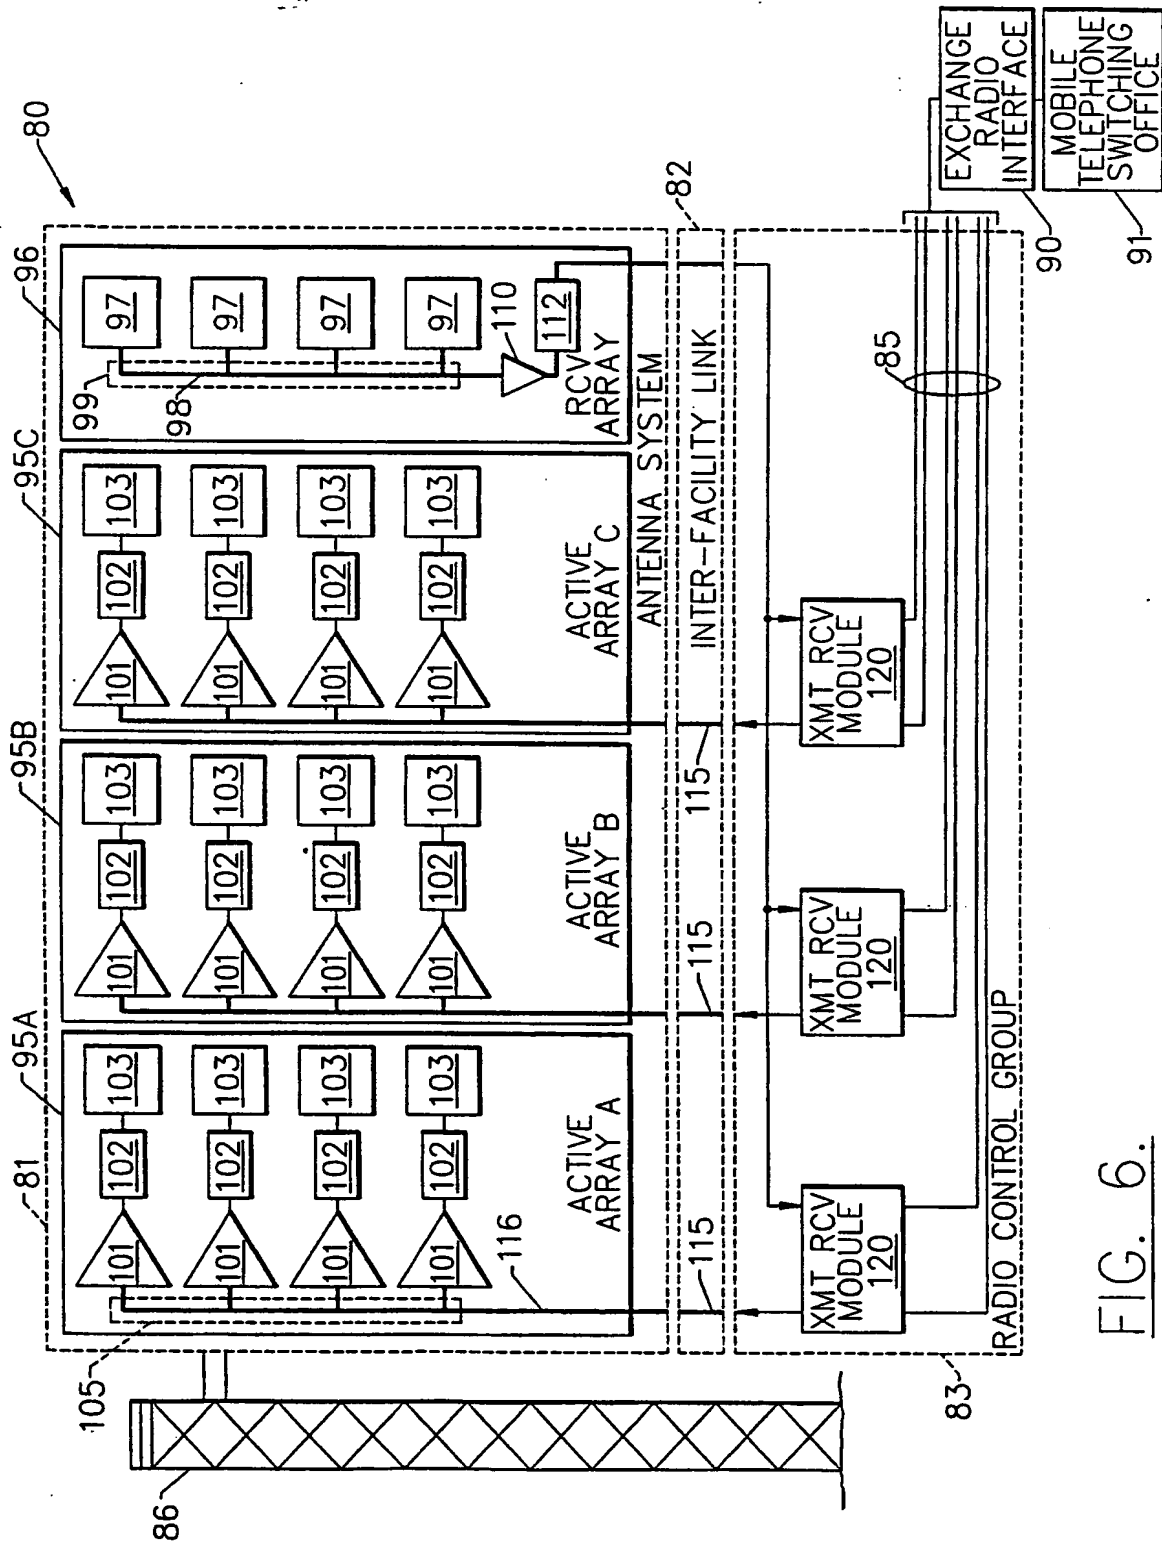 80
81
95A
95B
95C
96
103
103
103
103
97
102
102
102
101
101
101
99
105
103
103
103
97
102
102
102
101
101
101
98
103
103
103
97
102
102
102
101
101
101
103
103
103
97
102
102
102
101
101
101
110
112
116
ACTIVE
ARRAY A
ACTIVE
ARRAY B
ACTIVE
ARRAY C
RCV
ARRAY
ANTENNA SYSTEM
86
82
115
115
115
INTER-FACILITY LINK
XMT RCV
MODULE
120
XMT RCV
MODULE
120
XMT RCV
MODULE
120
85
83
RADIO CONTROL GROUP
EXCHANGE
RADIO
INTERFACE
90
MOBILE
TELEPHONE
SWITCHING
OFFICE
91
FIG. 6.